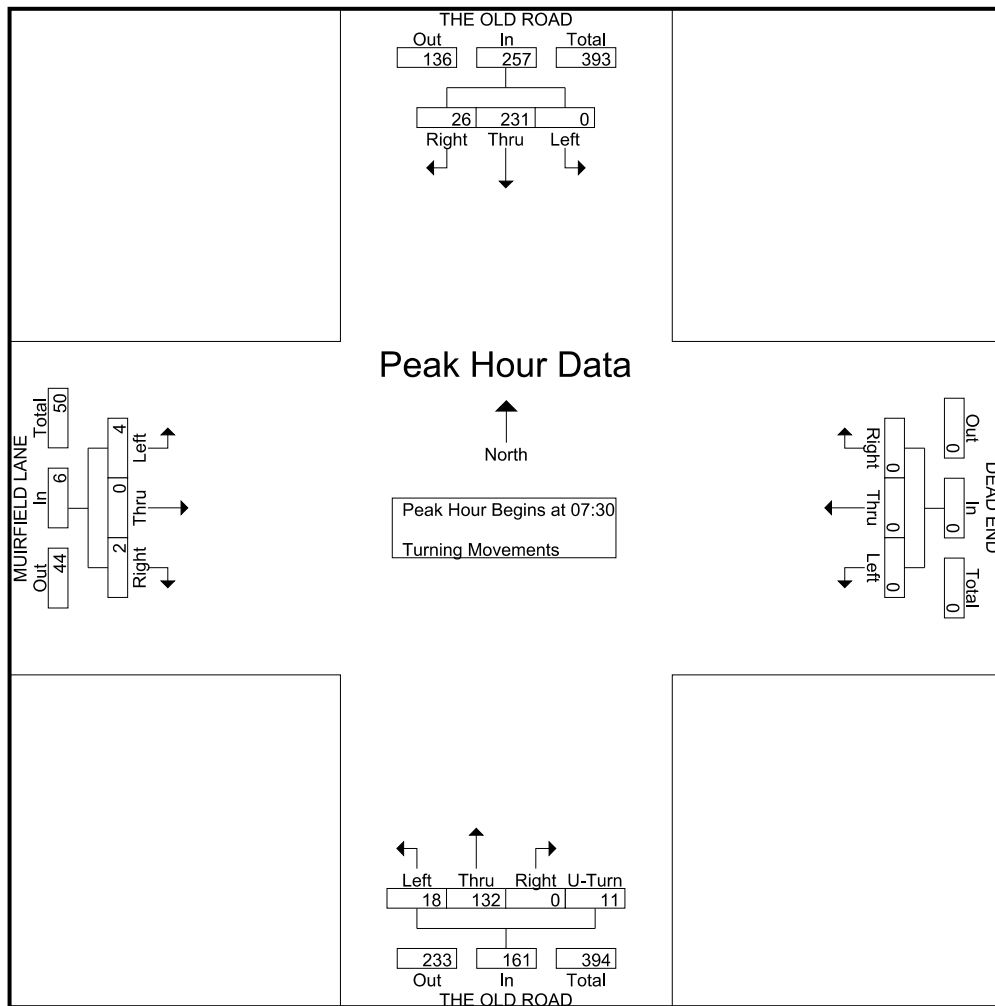 THE OLD ROAD
Out In Total
136 257 393
26 231 0
Right Thru Left
Peak Hour Data
North
Peak Hour Begins at 07:30
Turning Movements
MUIRFIELD LANE
Out In Total
44 6 50
2 0 4
Right Thru Left
DEAD END
Out In Total
0 0 0
0 0 0
Right Thru Left
Left Thru Right U-Turn
18 132 0 11
233 161 394
Out In Total
THE OLD ROAD